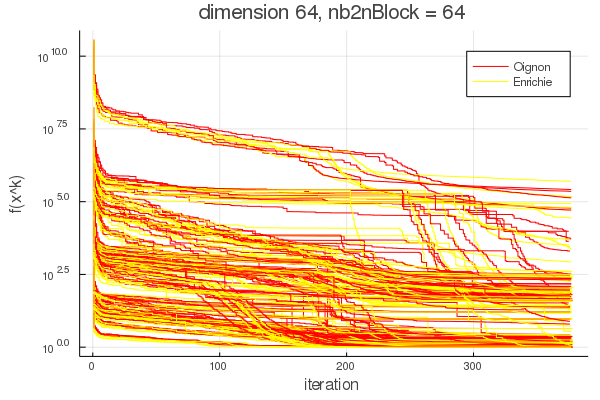 dimension 64, nb2nBlock = 64
f(x^k)
10^10.0
10^7.5
10^5.0
10^2.5
10^0.0
Oignon
Enrichie
0 100 200 300
iteration